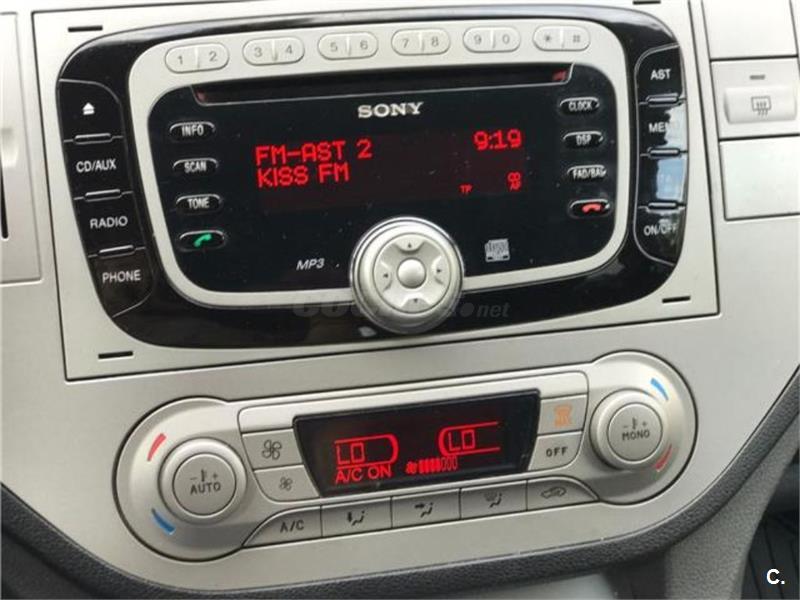 1 2 3 4 5 6 7 8 9 0 * #
SONY
AST
CLOCK
INFO
FM-AST 2 9:19
DSP
CD/AUX
SCAN
KISS FM
TP AF
TONE
RADIO
ON/OFF
PHONE
MP3
LO LO
A/C ON
OFF
AUTO
MONO
A/C
C.